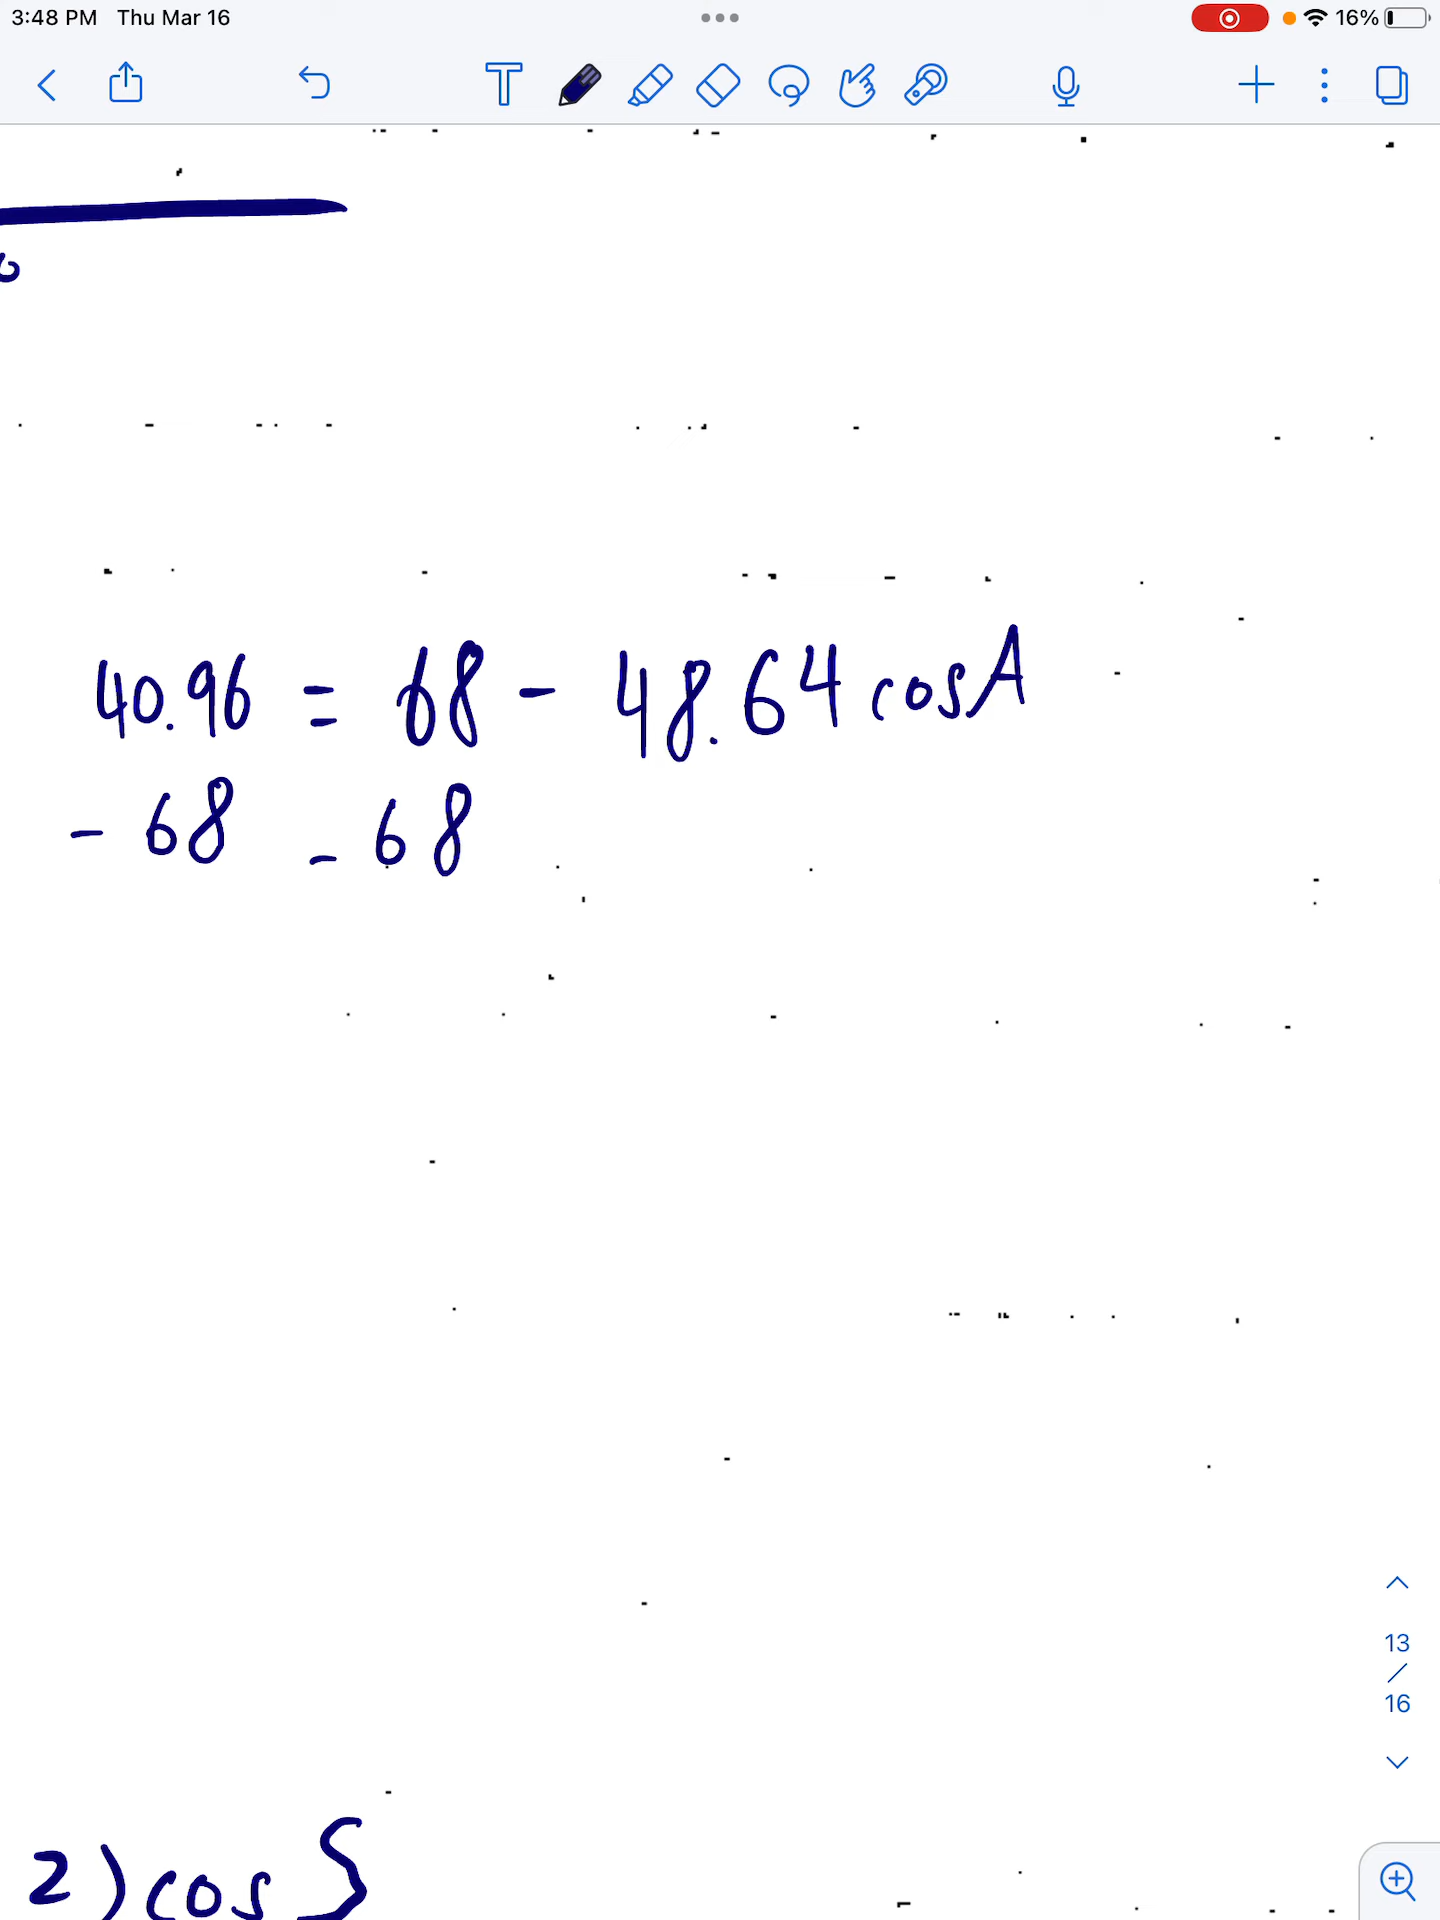 3:48 PM Thu Mar 16 16%
40.96 = 68 - 48.64 cosA
- 68 - 68
13
/
16
2) cos S